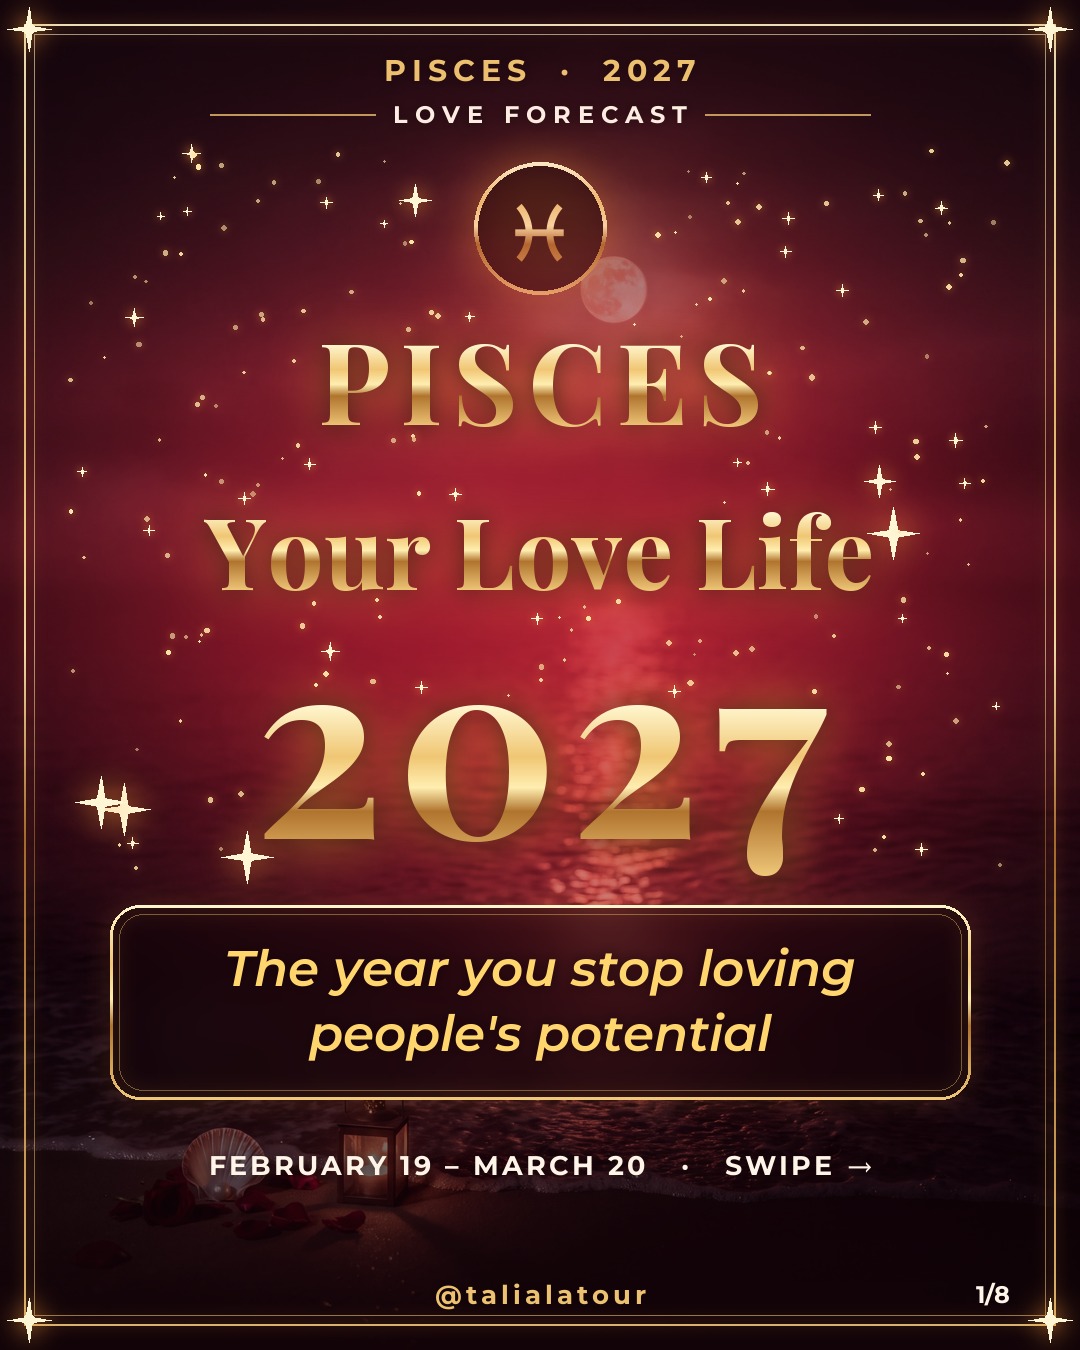 PISCES · 2027
LOVE FORECAST
♓
PISCES
Your Love Life
2027
The year you stop loving
people's potential
FEBRUARY 19 – MARCH 20 · SWIPE →
@talialatour
1/8